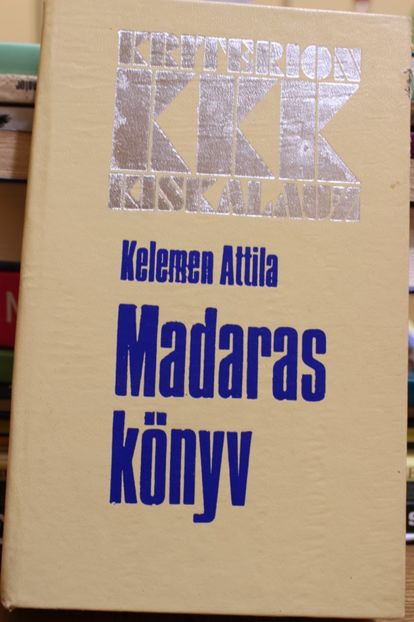 KRITERION
KKK
KISKALAUZ
Kelemen Attila
Madaras
könyv